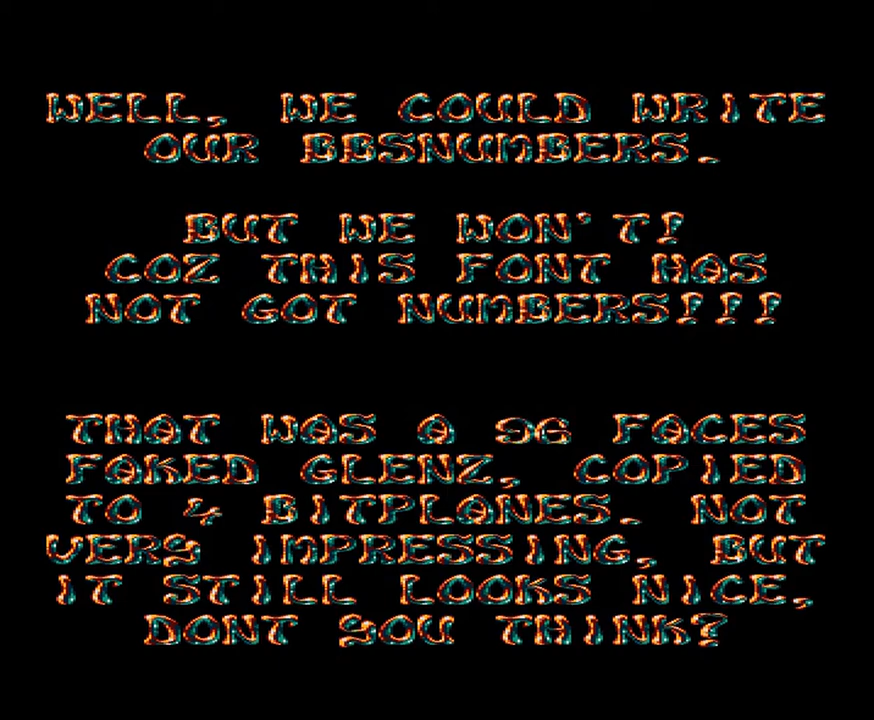 WELL, WE COULD WRITE
OUR BBSNUMBERS.
BUT WE WON'T!
COZ THIS FONT HAS
NOT GOT NUMBERS!!!
THAT WAS A 96 FACES
FAKED GLENZ, COPIED
TO 4 BITPLANES. NOT
VERY IMPRESSING, BUT
IT STILL LOOKS NICE,
DONT YOU THINK?